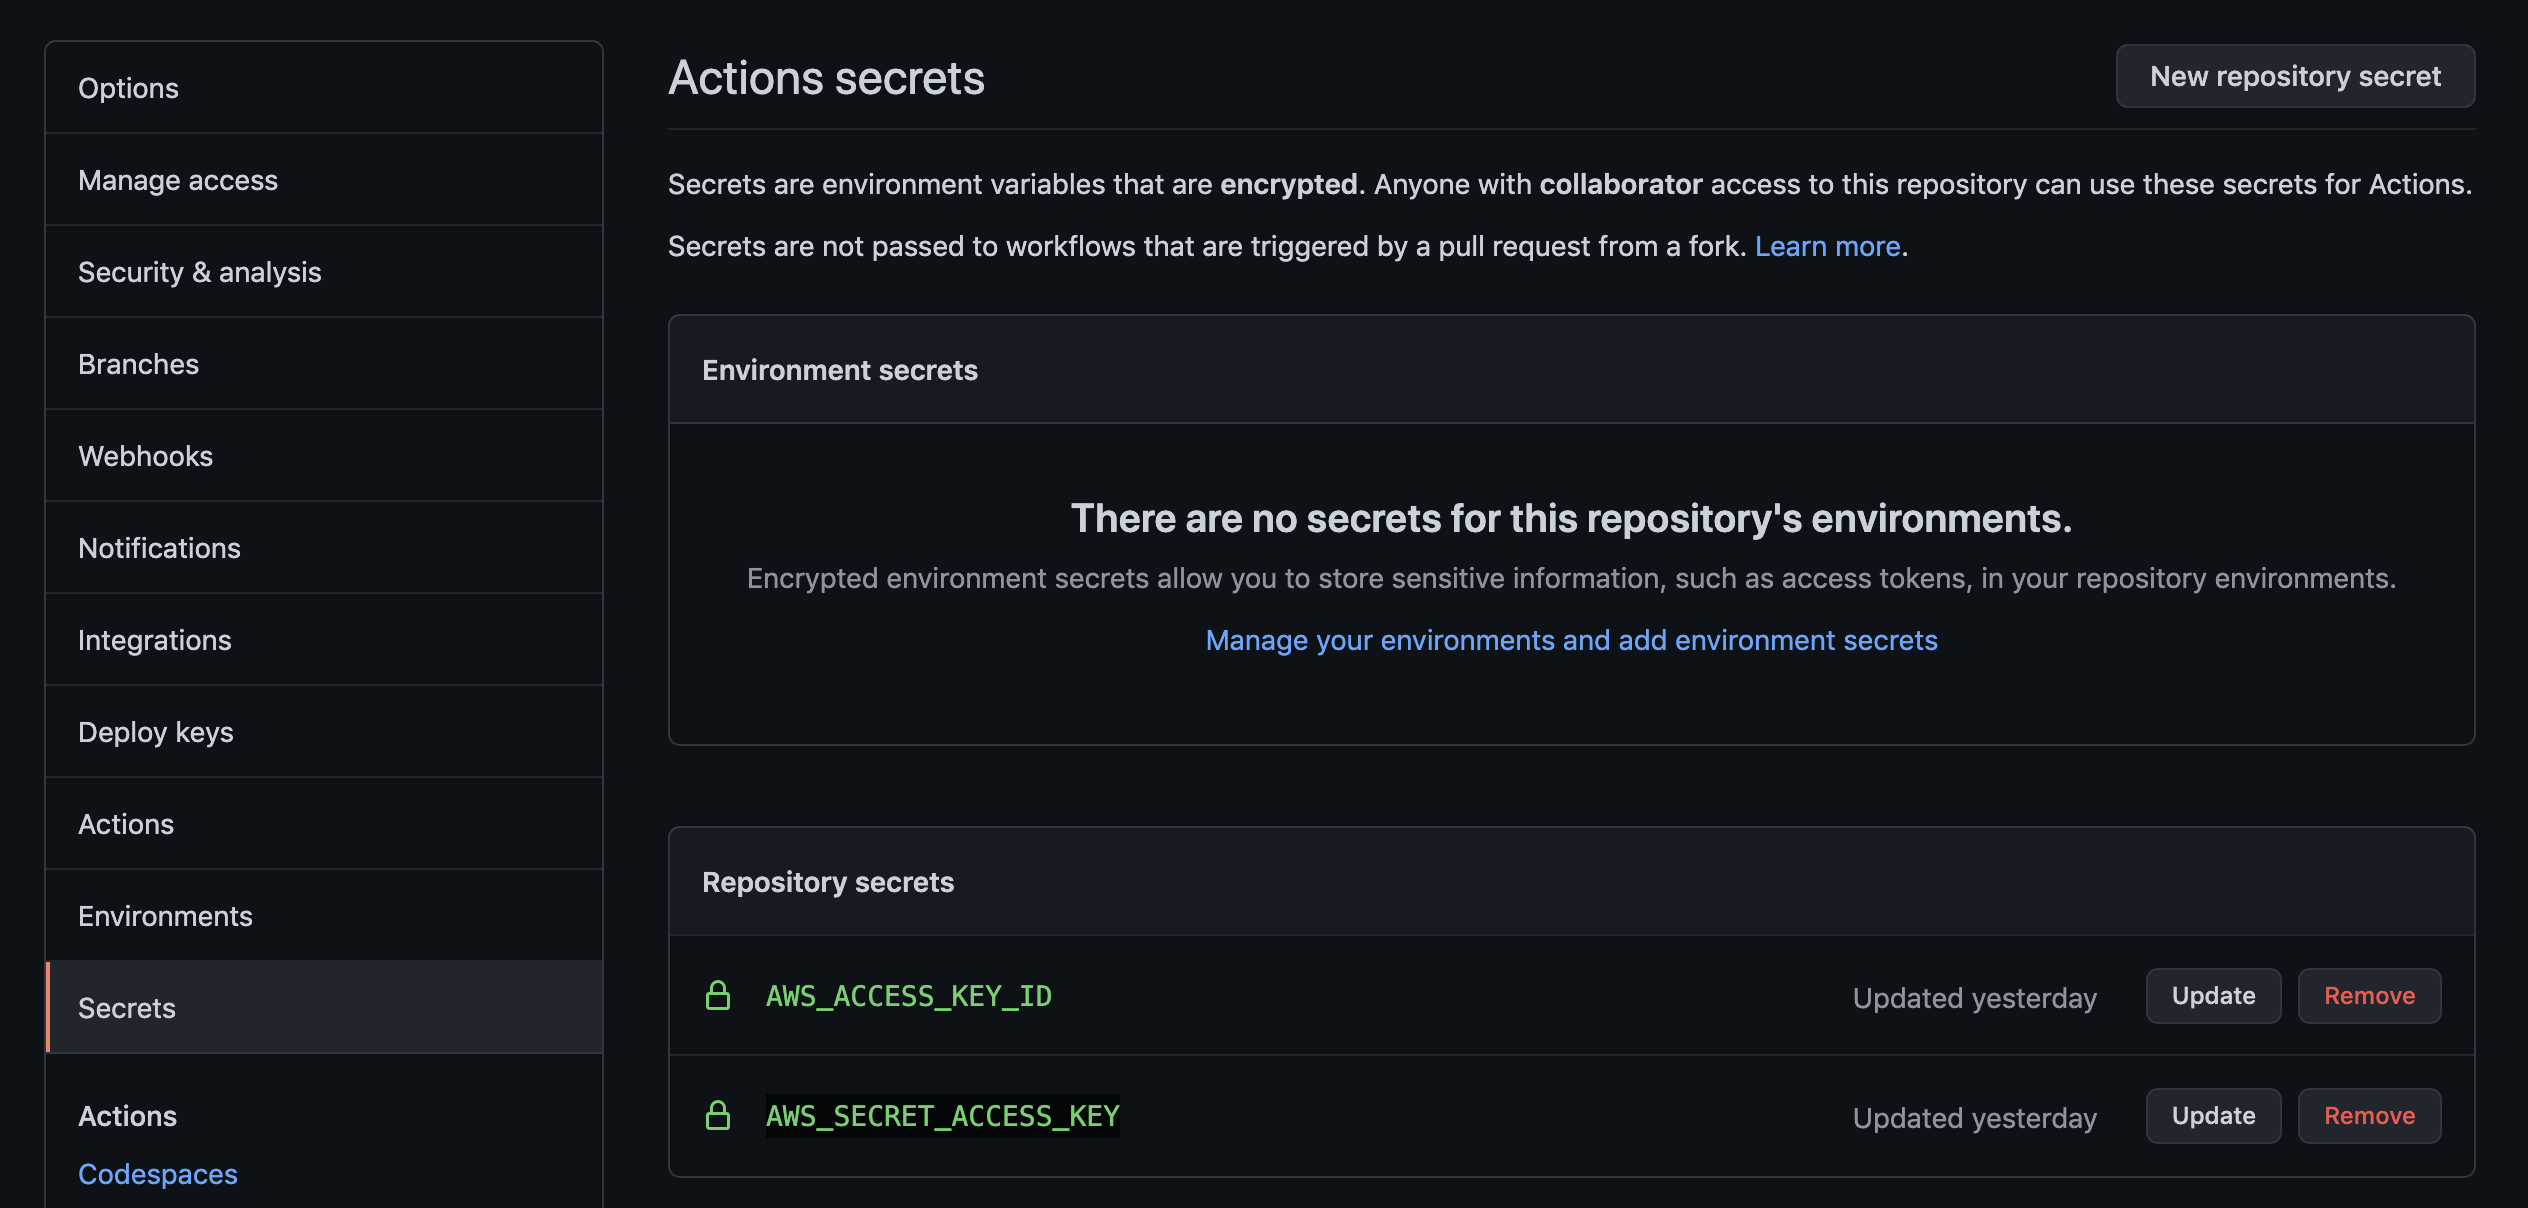 Options
Manage access
Security & analysis
Branches
Webhooks
Notifications
Integrations
Deploy keys
Actions
Environments
Secrets
Actions
Codespaces
Actions secrets
New repository secret
Secrets are environment variables that are encrypted. Anyone with collaborator access to this repository can use these secrets for Actions.
Secrets are not passed to workflows that are triggered by a pull request from a fork. Learn more.
Environment secrets
There are no secrets for this repository's environments.
Encrypted environment secrets allow you to store sensitive information, such as access tokens, in your repository environments.
Manage your environments and add environment secrets
Repository secrets
AWS_ACCESS_KEY_ID Updated yesterday Update Remove
AWS_SECRET_ACCESS_KEY Updated yesterday Update Remove